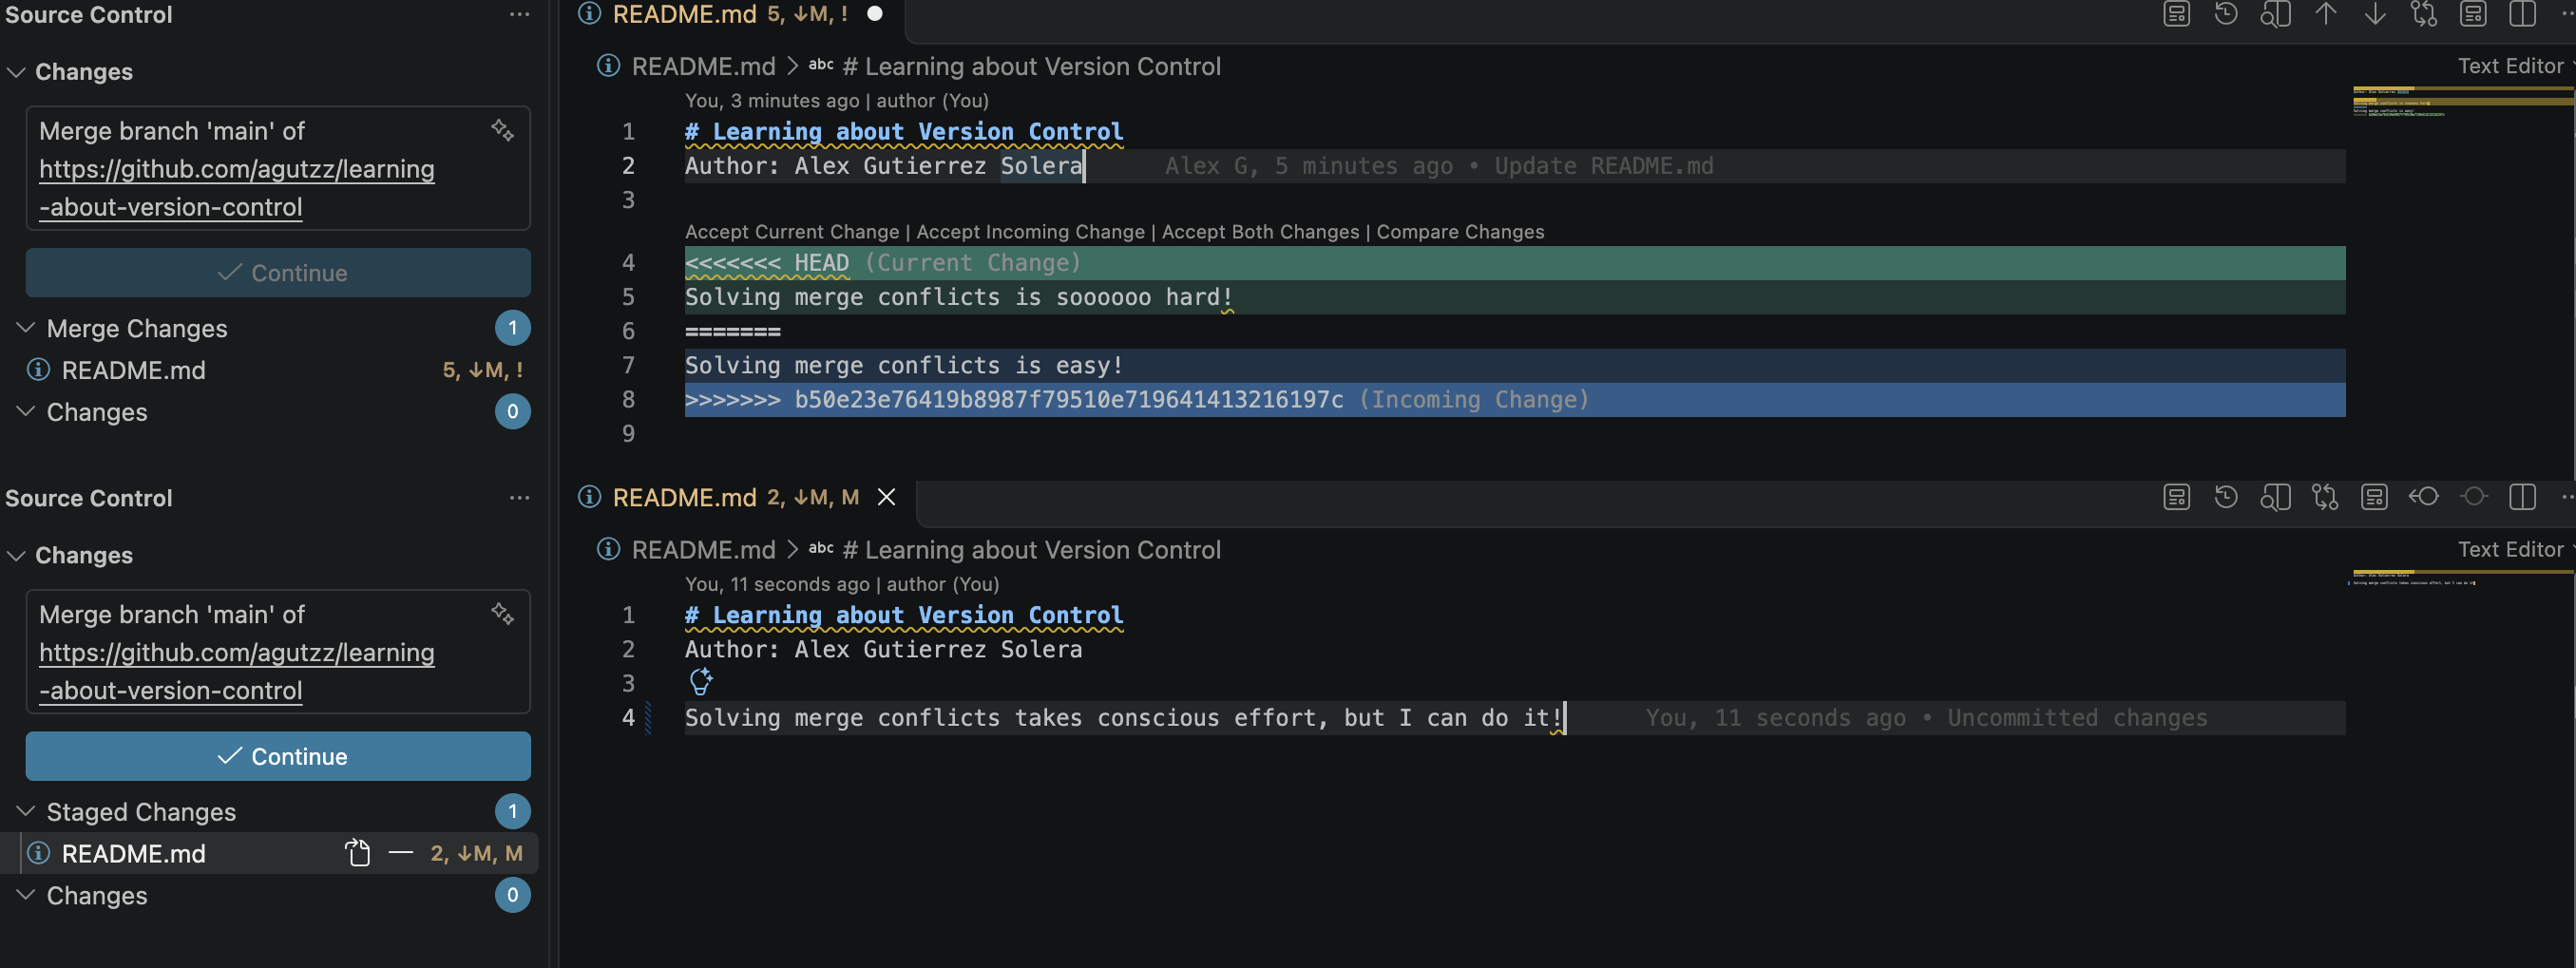 Source Control
Changes
Merge branch 'main' of
https://github.com/agutzz/learning
-about-version-control
Continue
Merge Changes 1
README.md 5, ↓M, !
Changes 0
README.md 5, ↓M, !
README.md > abc # Learning about Version Control
Text Editor
You, 3 minutes ago | author (You)
1 # Learning about Version Control
2 Author: Alex Gutierrez Solera Alex G, 5 minutes ago • Update README.md
3
Accept Current Change | Accept Incoming Change | Accept Both Changes | Compare Changes
4 <<<<<<< HEAD (Current Change)
5 Solving merge conflicts is soooooo hard!
6 =======
7 Solving merge conflicts is easy!
8 >>>>>>> b50e23e76419b8987f79510e719641413216197c (Incoming Change)
9
Source Control
Changes
Merge branch 'main' of
https://github.com/agutzz/learning
-about-version-control
Continue
Staged Changes 1
README.md 2, ↓M, M
Changes 0
README.md 2, ↓M, M
README.md > abc # Learning about Version Control
Text Editor
You, 11 seconds ago | author (You)
1 # Learning about Version Control
2 Author: Alex Gutierrez Solera
3
4 Solving merge conflicts takes conscious effort, but I can do it! You, 11 seconds ago • Uncommitted changes